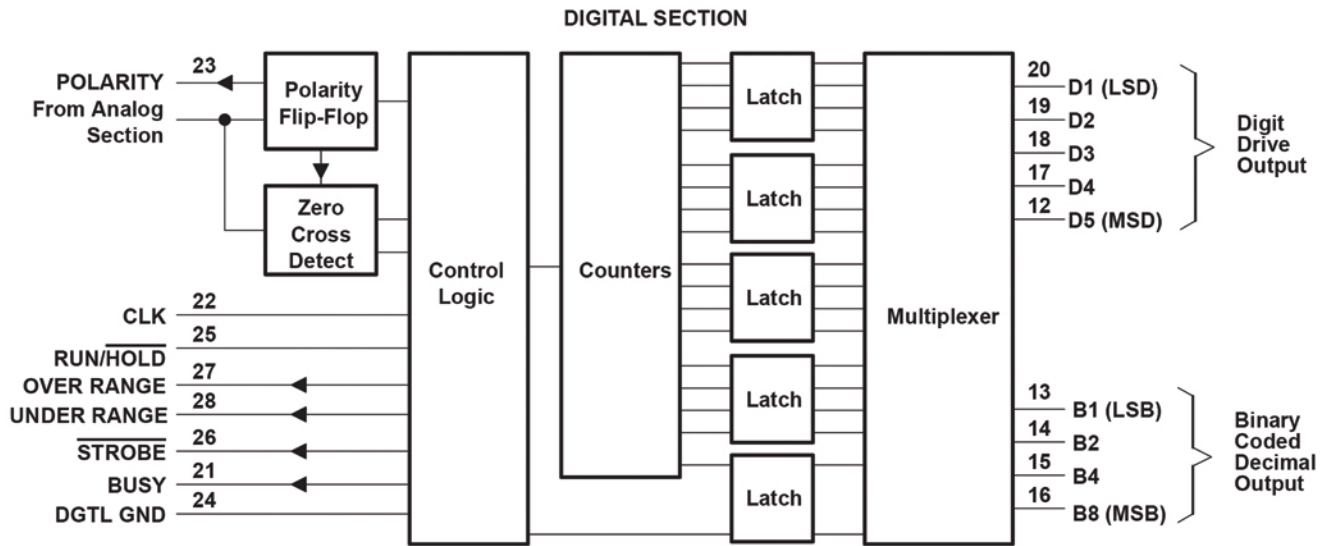 DIGITAL SECTION
POLARITY
23
From Analog
Section
Polarity
Flip-Flop
Zero
Cross
Detect
CLK
22
RUN/HOLD
25
OVER RANGE
27
UNDER RANGE
28
STROBE
26
BUSY
21
DGTL GND
24
Control
Logic
Counters
Latch
Latch
Latch
Latch
Latch
Multiplexer
20
D1 (LSD)
19
D2
18
D3
17
D4
12
D5 (MSD)
Digit
Drive
Output
13
B1 (LSB)
14
B2
15
B4
16
B8 (MSB)
Binary
Coded
Decimal
Output